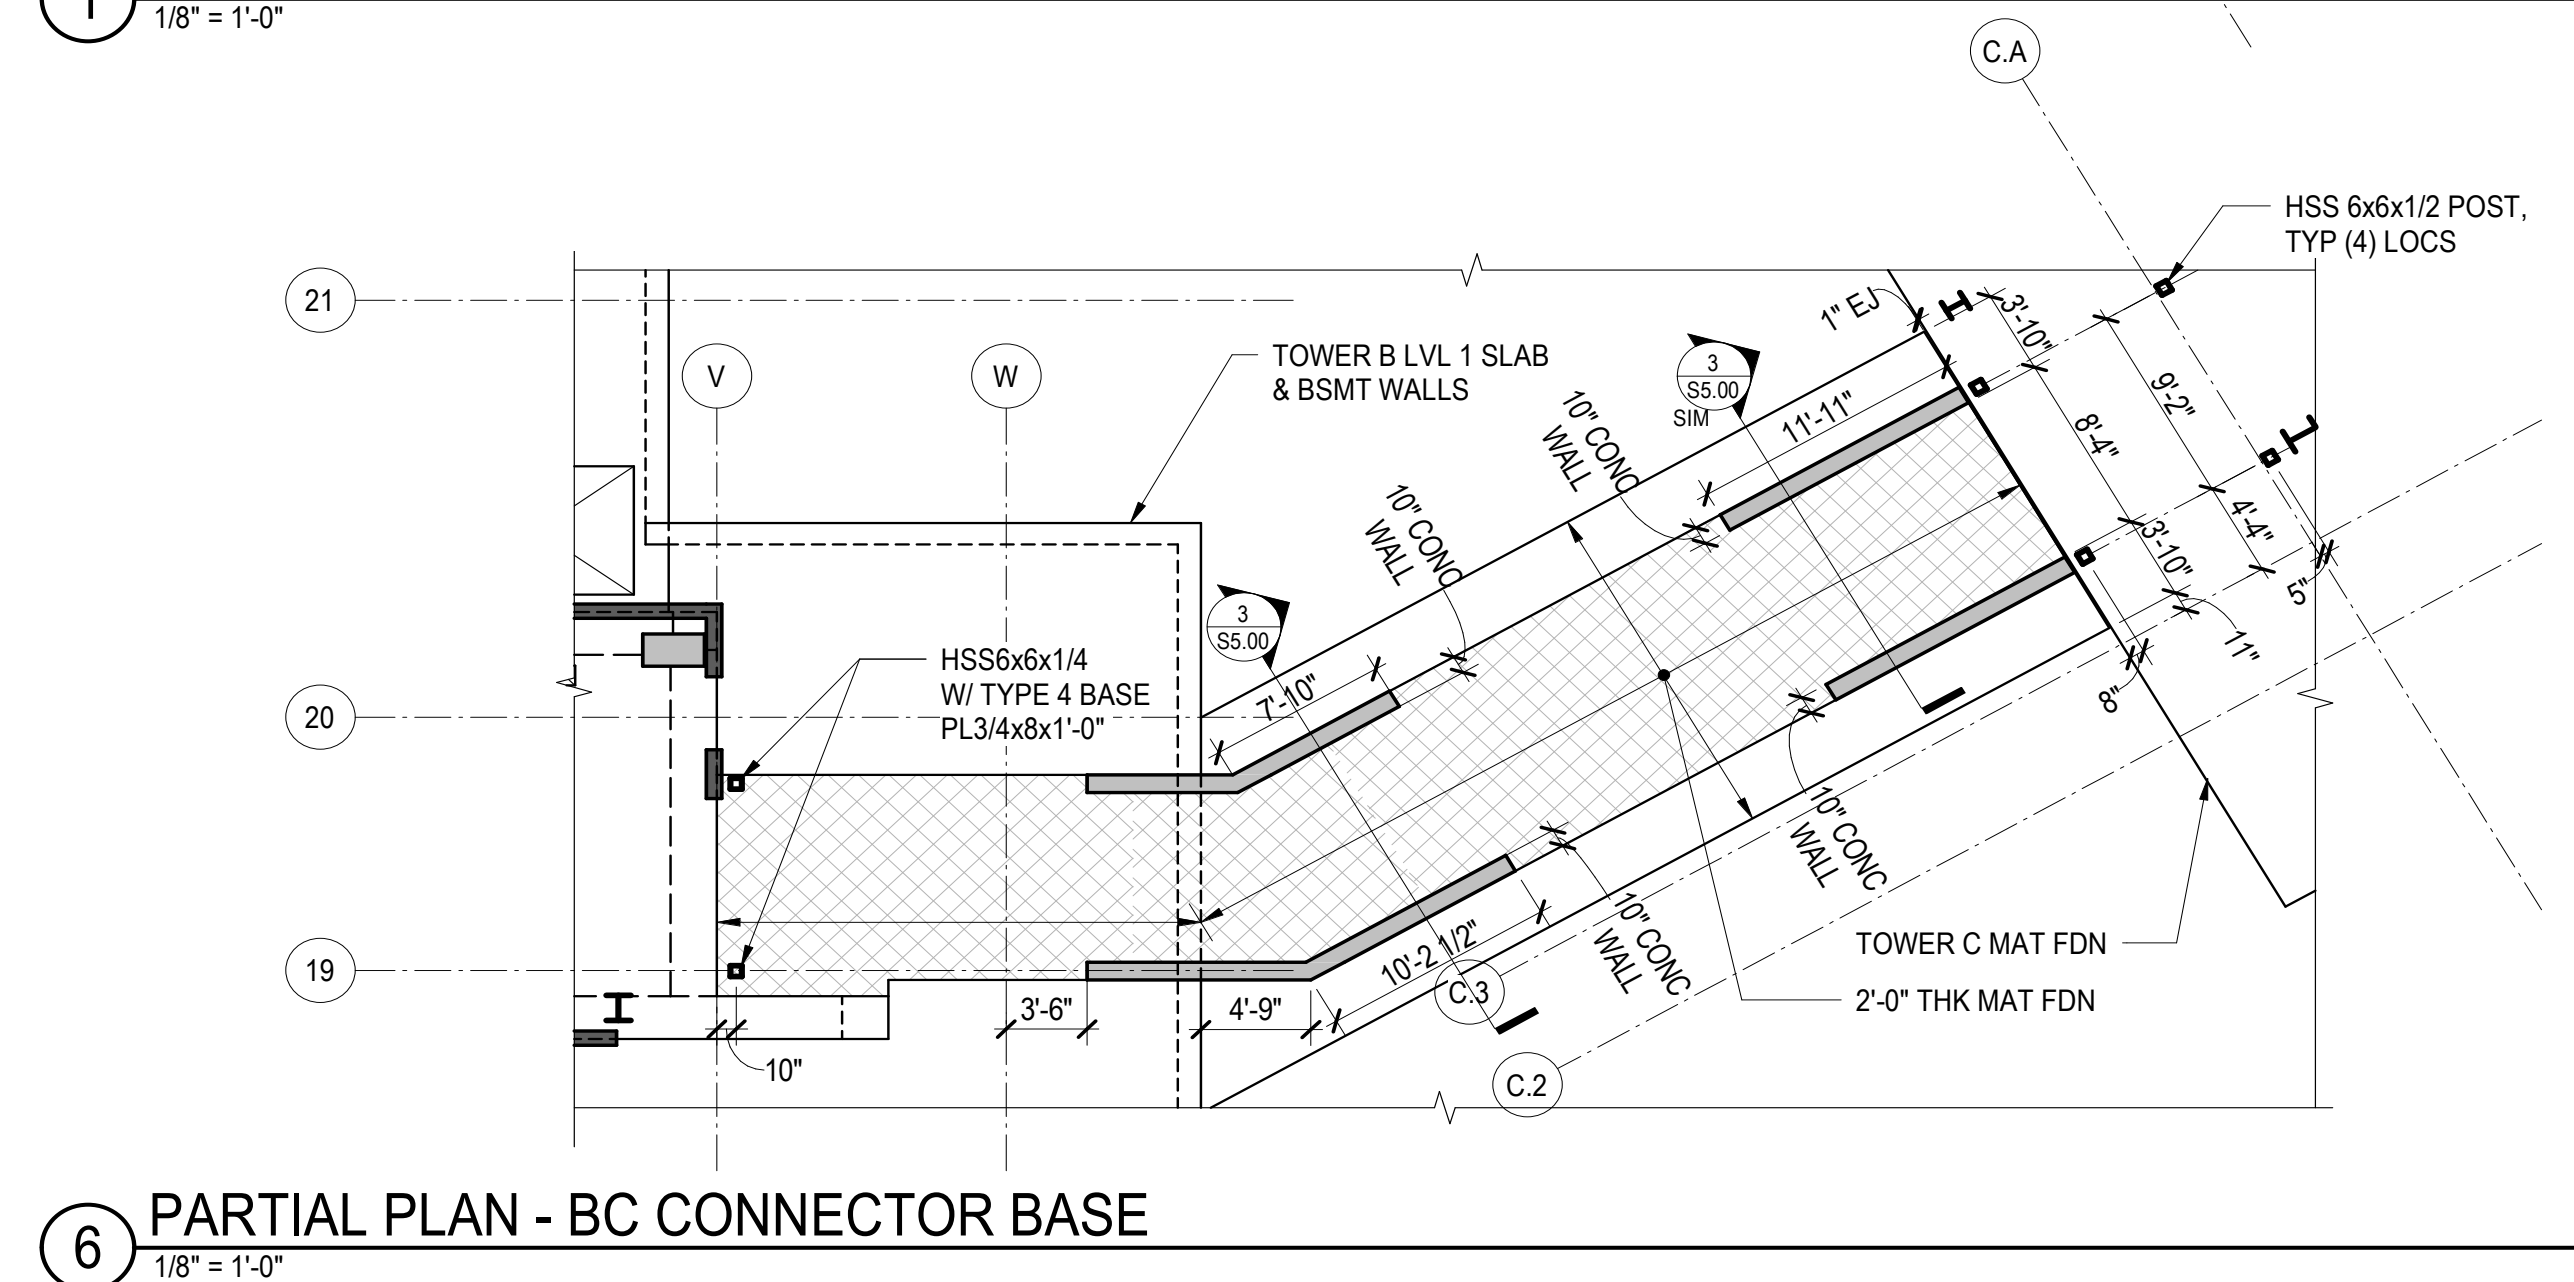 1
1/8" = 1'-0"
C.A
HSS 6x6x1/2 POST,
TYP (4) LOCS
21
1" EJ
3'-10"
V
W
TOWER B LVL 1 SLAB
& BSMT WALLS
3
S5.00
SIM
11'-11"
10" CONC
WALL
9'-2"
8'-4"
10" CONC
WALL
4'-4"
3'-10"
5"
11"
8"
3
S5.00
HSS6x6x1/4
W/ TYPE 4 BASE
PL3/4x8x1'-0"
7'-10"
20
10" CONC
WALL
10" CONC
WALL
TOWER C MAT FDN
19
10'-2 1/2"
C.3
2'-0" THK MAT FDN
3'-6"
4'-9"
10"
C.2
6
PARTIAL PLAN - BC CONNECTOR BASE
1/8" = 1'-0"